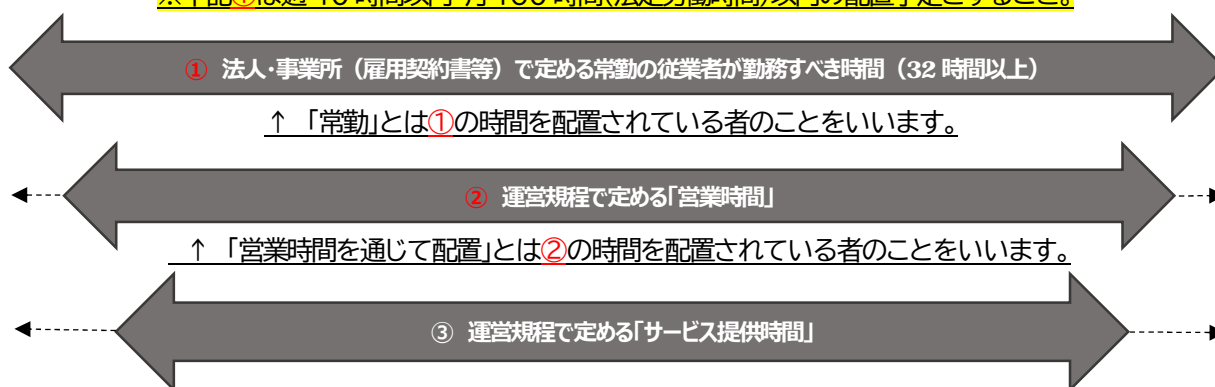 ① 法人・事業所（雇用契約書等）で定める常勤の従業者が勤務すべき時間（32 時間以上）
↑ 「常勤」とは①の時間を配置されている者のことをいいます。
② 運営規程で定める「営業時間」
↑ 「営業時間を通じて配置」とは②の時間を配置されている者のことをいいます。
③ 運営規程で定める「サービス提供時間」